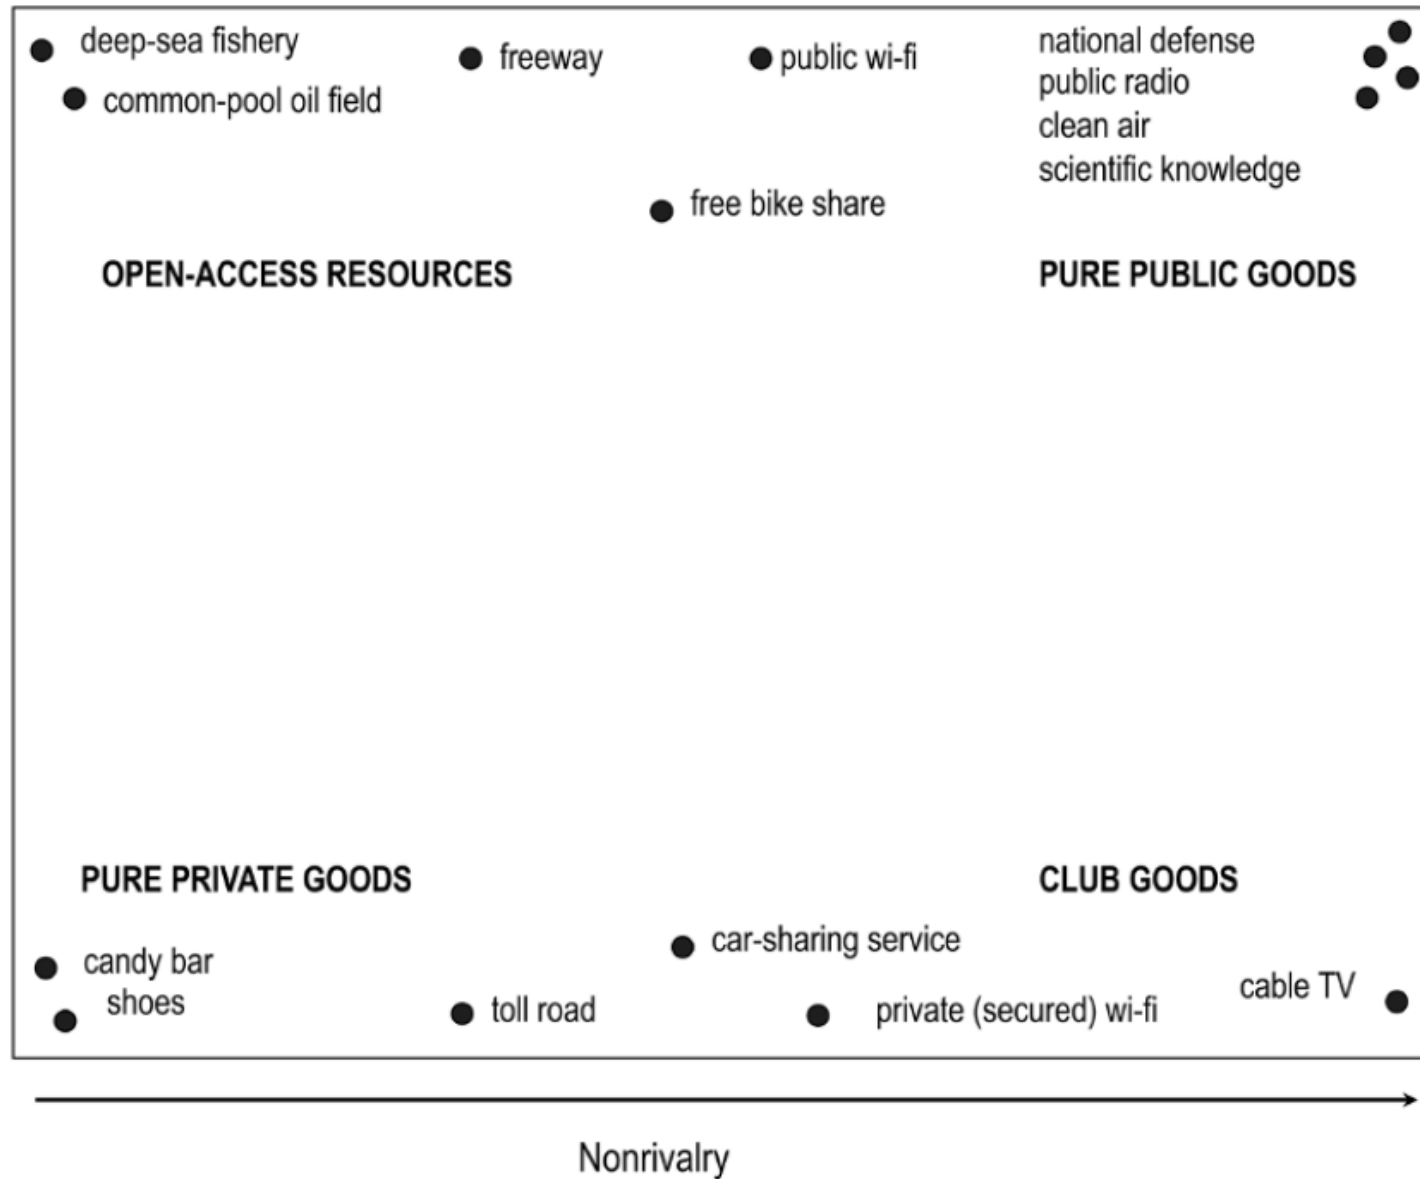 deep-sea fishery
common-pool oil field
freeway
public wi-fi
national defense
public radio
clean air
scientific knowledge
free bike share
OPEN-ACCESS RESOURCES
PURE PUBLIC GOODS
PURE PRIVATE GOODS
CLUB GOODS
candy bar
shoes
toll road
car-sharing service
private (secured) wi-fi
cable TV
Nonrivalry